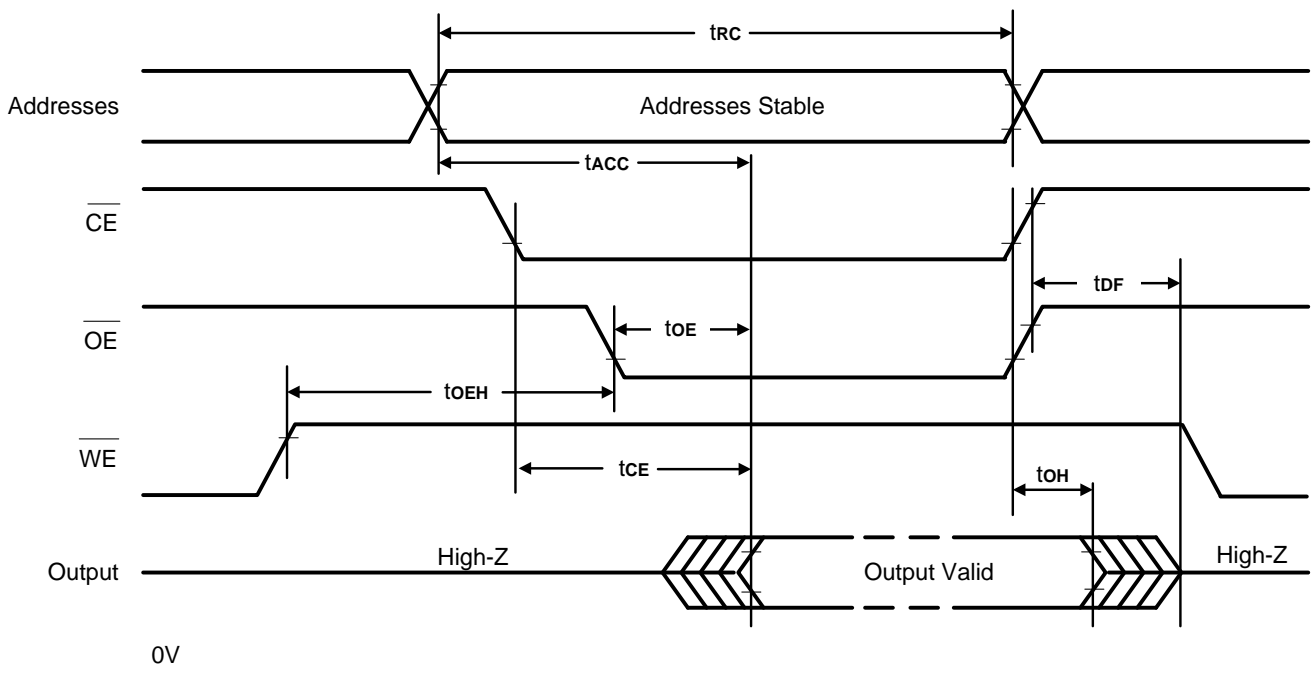 tRC
Addresses
Addresses Stable
tACC
CE
tDF
OE
tOE
tOEH
WE
tCE
tOH
High-Z
High-Z
Output
Output Valid
0V